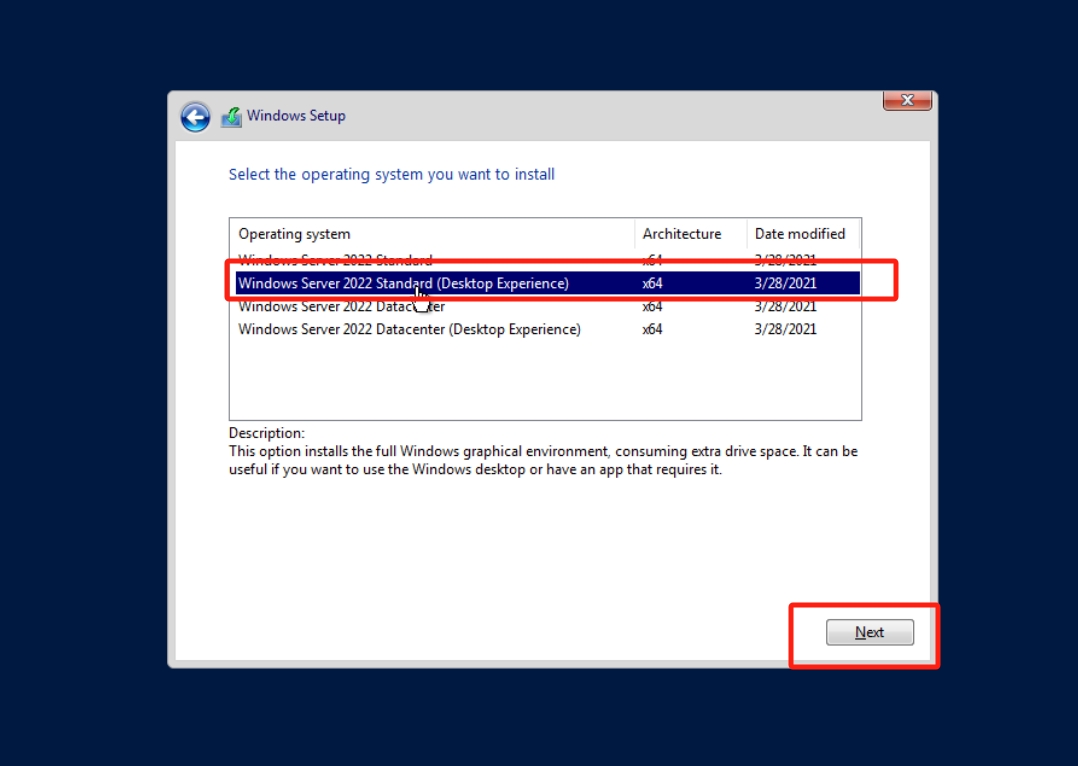 Windows Setup
Select the operating system you want to install
Operating system Architecture Date modified
Windows Server 2022 Standard x64 3/28/2021
Windows Server 2022 Standard (Desktop Experience) x64 3/28/2021
Windows Server 2022 Datacenter x64 3/28/2021
Windows Server 2022 Datacenter (Desktop Experience) x64 3/28/2021
Description:
This option installs the full Windows graphical environment, consuming extra drive space. It can be
useful if you want to use the Windows desktop or have an app that requires it.
Next